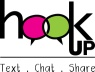 hook
UP
Text . Chat . Share